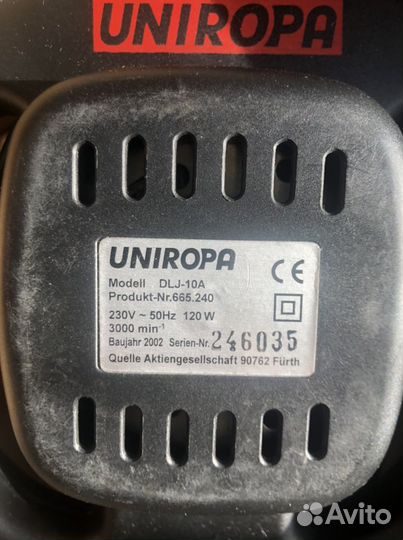 UNIROPA
UNIROPA CE
Modell DLJ-10A
Produkt-Nr.665.240
230V ~ 50Hz 120 W
3000 min⁻¹
Baujahr 2002 Serien-Nr. 246035
Quelle Aktiengesellschaft 90762 Fürth
Avito